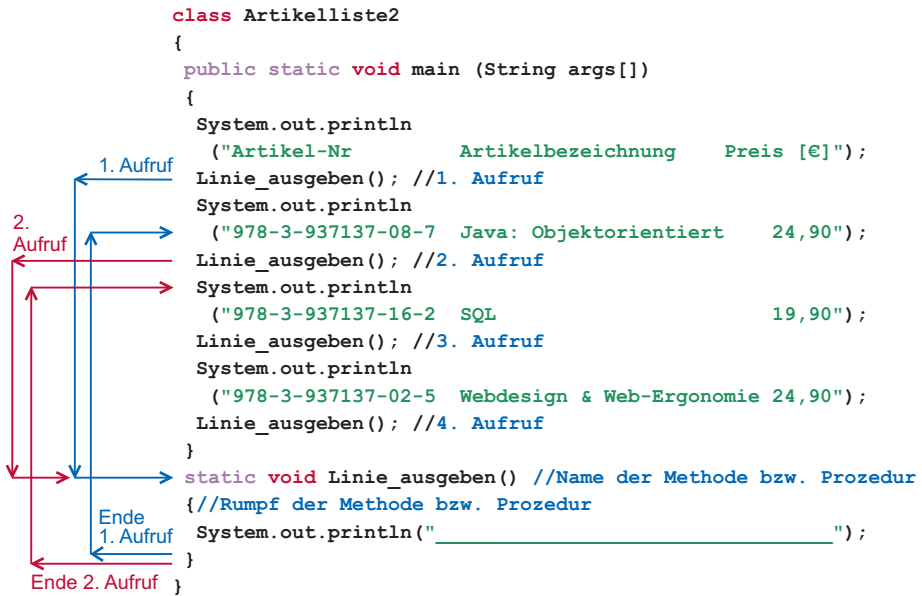 class Artikelliste2
{
public static void main (String args[])
{
System.out.println
("Artikel-Nr Artikelbezeichnung Preis [€]");
1. Aufruf
Linie_ausgeben(); //1. Aufruf
System.out.println
2.
Aufruf
("978-3-937137-08-7 Java: Objektorientiert 24,90");
Linie_ausgeben(); //2. Aufruf
System.out.println
("978-3-937137-16-2 SQL 19,90");
Linie_ausgeben(); //3. Aufruf
System.out.println
("978-3-937137-02-5 Webdesign & Web-Ergonomie 24,90");
Linie_ausgeben(); //4. Aufruf
}
static void Linie_ausgeben() //Name der Methode bzw. Prozedur
{//Rumpf der Methode bzw. Prozedur
Ende
1. Aufruf
System.out.println("______________________________");
}
Ende 2. Aufruf
}